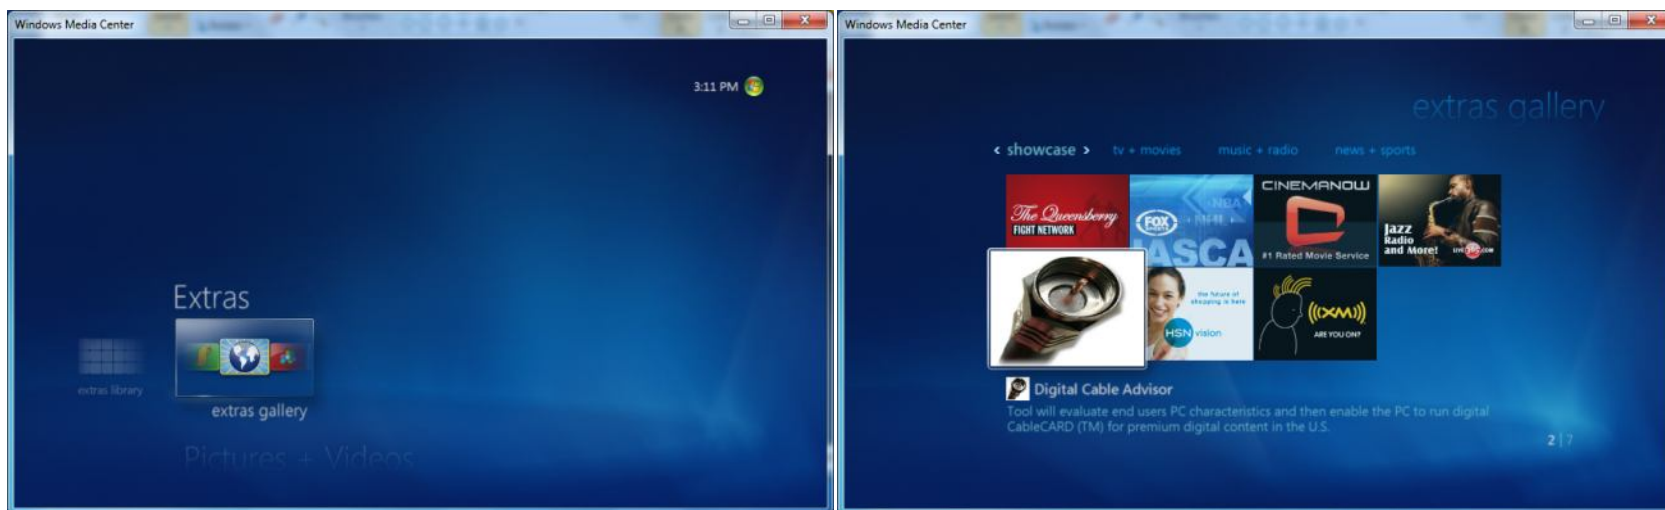 Windows Media Center
3:11 PM
Extras
extras library
extras gallery
Pictures + Videos
Windows Media Center
extras gallery
< showcase > tv + movies music + radio news + sports
The Queensberry
FIGHT NETWORK
NBA
FOX
SPORTS
NASCA
CINEMANOW
#1 Rated Movie Service
Jazz
Radio
and More!
the future of
shopping is here
HSN vision
((XM))
ARE YOU ON?
Digital Cable Advisor
Tool will evaluate end users PC characteristics and then enable the PC to run digital
CableCARD (TM) for premium digital content in the U.S.
2 | 7